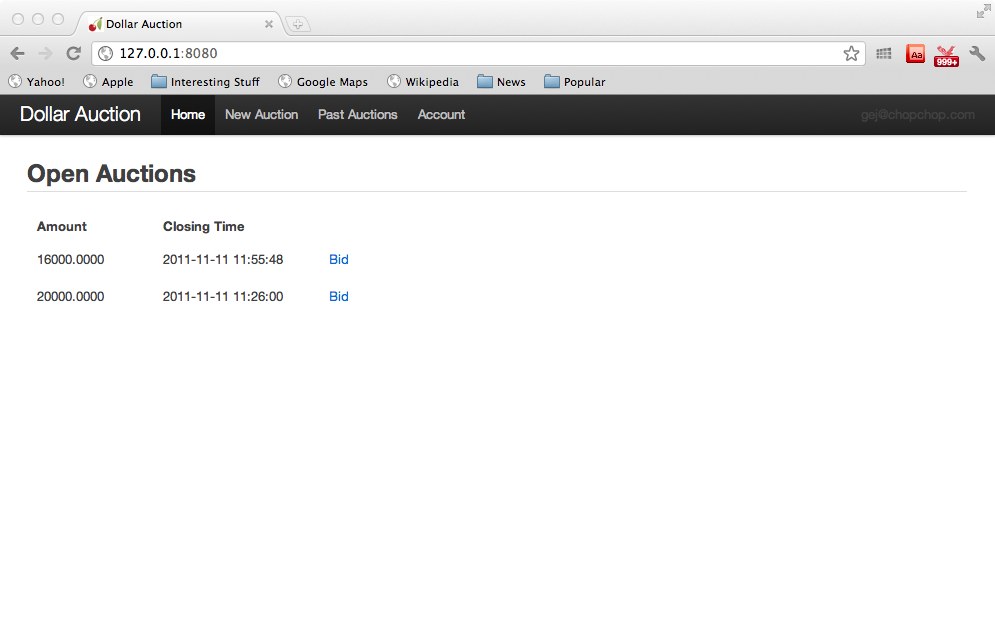 Dollar Auction
127.0.0.1:8080
Aa
999+
Yahoo! Apple Interesting Stuff Google Maps Wikipedia News Popular
Dollar Auction Home New Auction Past Auctions Account gej@chopchop.com
Open Auctions
Amount Closing Time
16000.0000 2011-11-11 11:55:48 Bid
20000.0000 2011-11-11 11:26:00 Bid